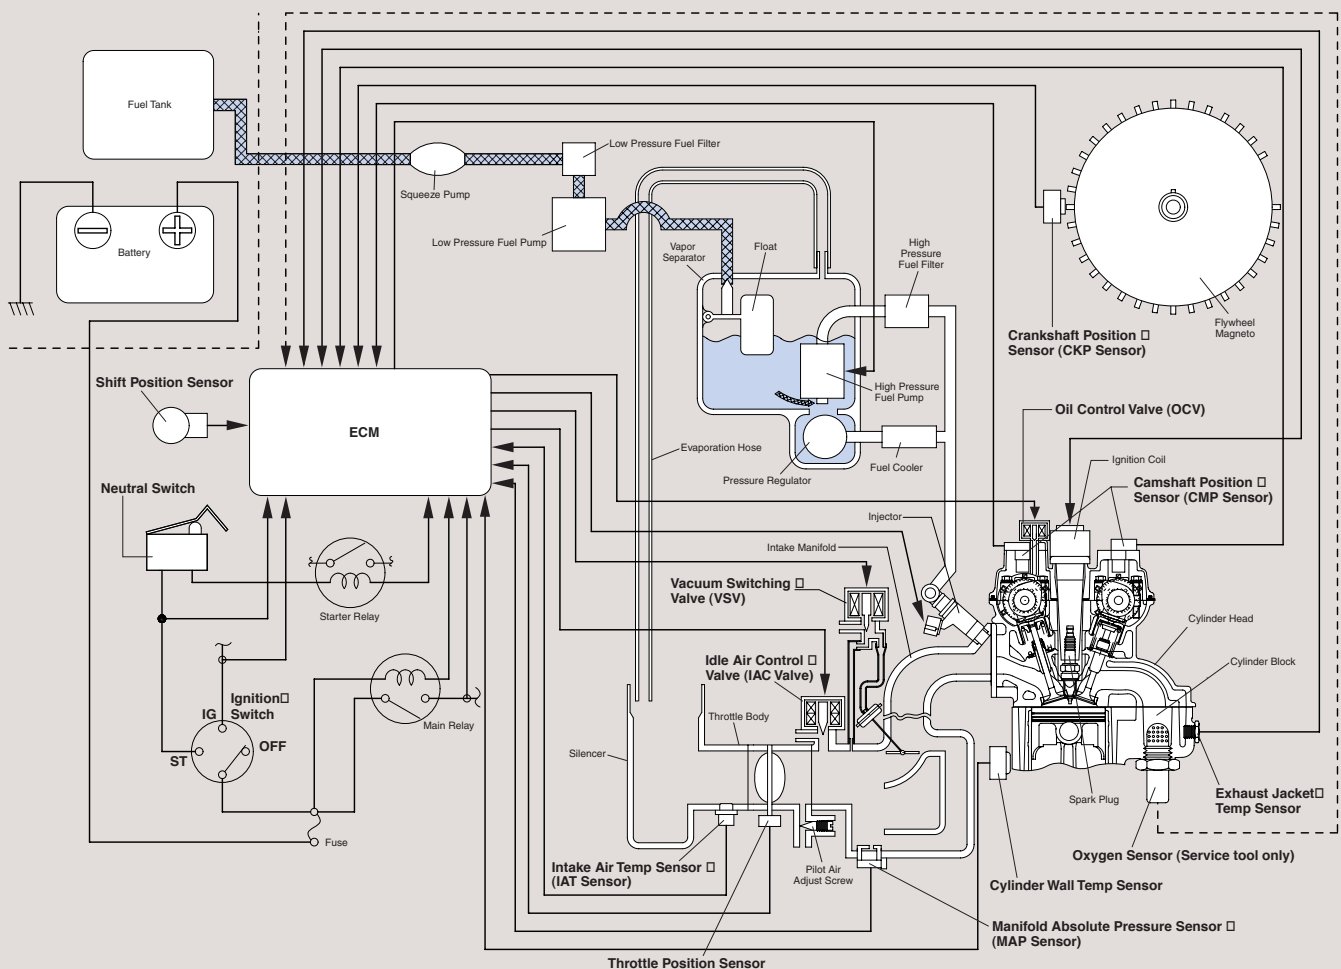 Fuel Tank
Low Pressure Fuel Filter
Squeeze Pump
Battery
Low Pressure Fuel Pump
Vapor
Separator
Float
High
Pressure
Fuel Filter
Flywheel
Magneto
Crankshaft Position □
Sensor (CKP Sensor)
Shift Position Sensor
ECM
High Pressure
Fuel Pump
Oil Control Valve (OCV)
Evaporation Hose
Fuel Cooler
Ignition Coil
Pressure Regulator
Camshaft Position □
Sensor (CMP Sensor)
Neutral Switch
Injector
Intake Manifold
Vacuum Switching □
Valve (VSV)
Starter Relay
Cylinder Head
Idle Air Control □
Valve (IAC Valve)
Cylinder Block
Ignition□
Switch
IG
OFF
ST
Main Relay
Throttle Body
Silencer
Spark Plug
Exhaust Jacket□
Temp Sensor
Fuse
Intake Air Temp Sensor □
(IAT Sensor)
Pilot Air
Adjust Screw
Oxygen Sensor (Service tool only)
Cylinder Wall Temp Sensor
Manifold Absolute Pressure Sensor □
(MAP Sensor)
Throttle Position Sensor